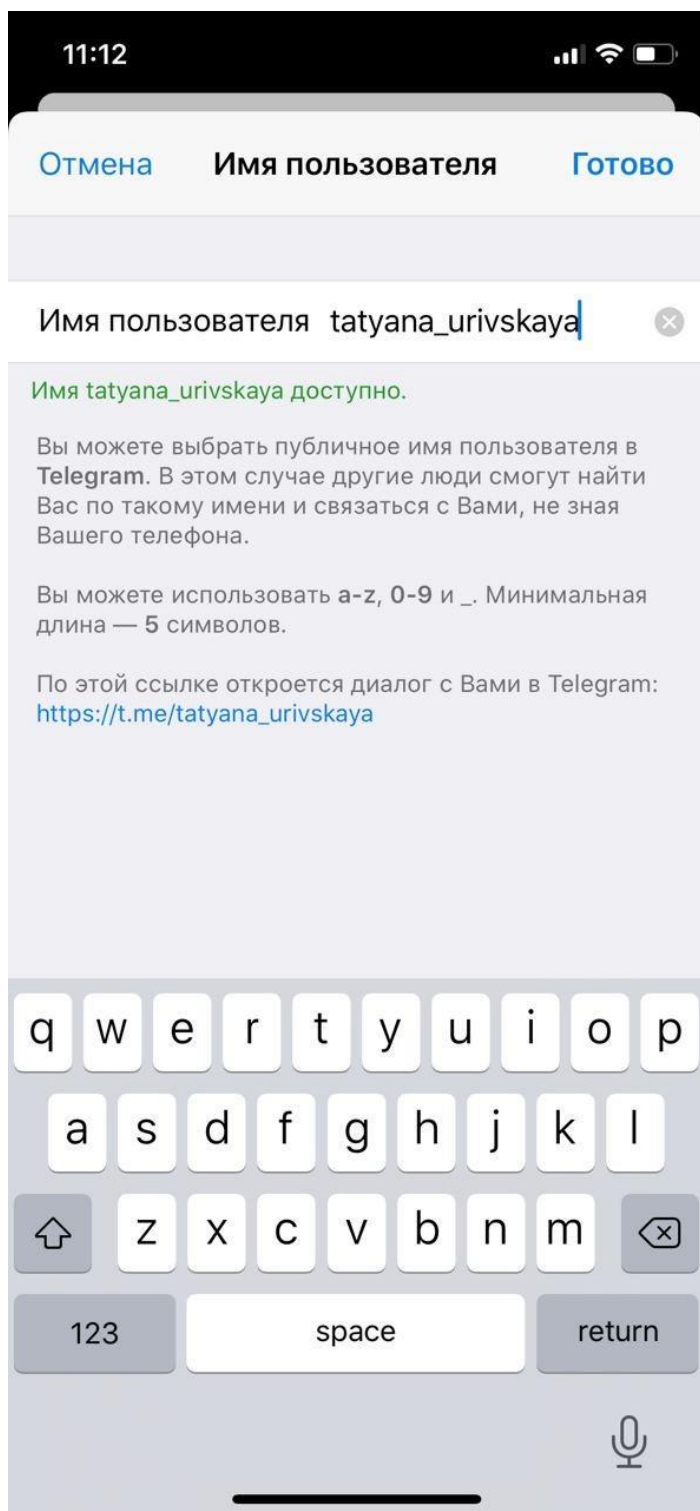 11:12
Отмена Имя пользователя Готово
Имя пользователя tatyana_urivskaya
Имя tatyana_urivskaya доступно.
Вы можете выбрать публичное имя пользователя в
Telegram. В этом случае другие люди смогут найти
Вас по такому имени и связаться с Вами, не зная
Вашего телефона.
Вы можете использовать a-z, 0-9 и _. Минимальная
длина — 5 символов.
По этой ссылке откроется диалог с Вами в Telegram:
https://t.me/tatyana_urivskaya
q w e r t y u i o p
a s d f g h j k l
z x c v b n m
123 space return